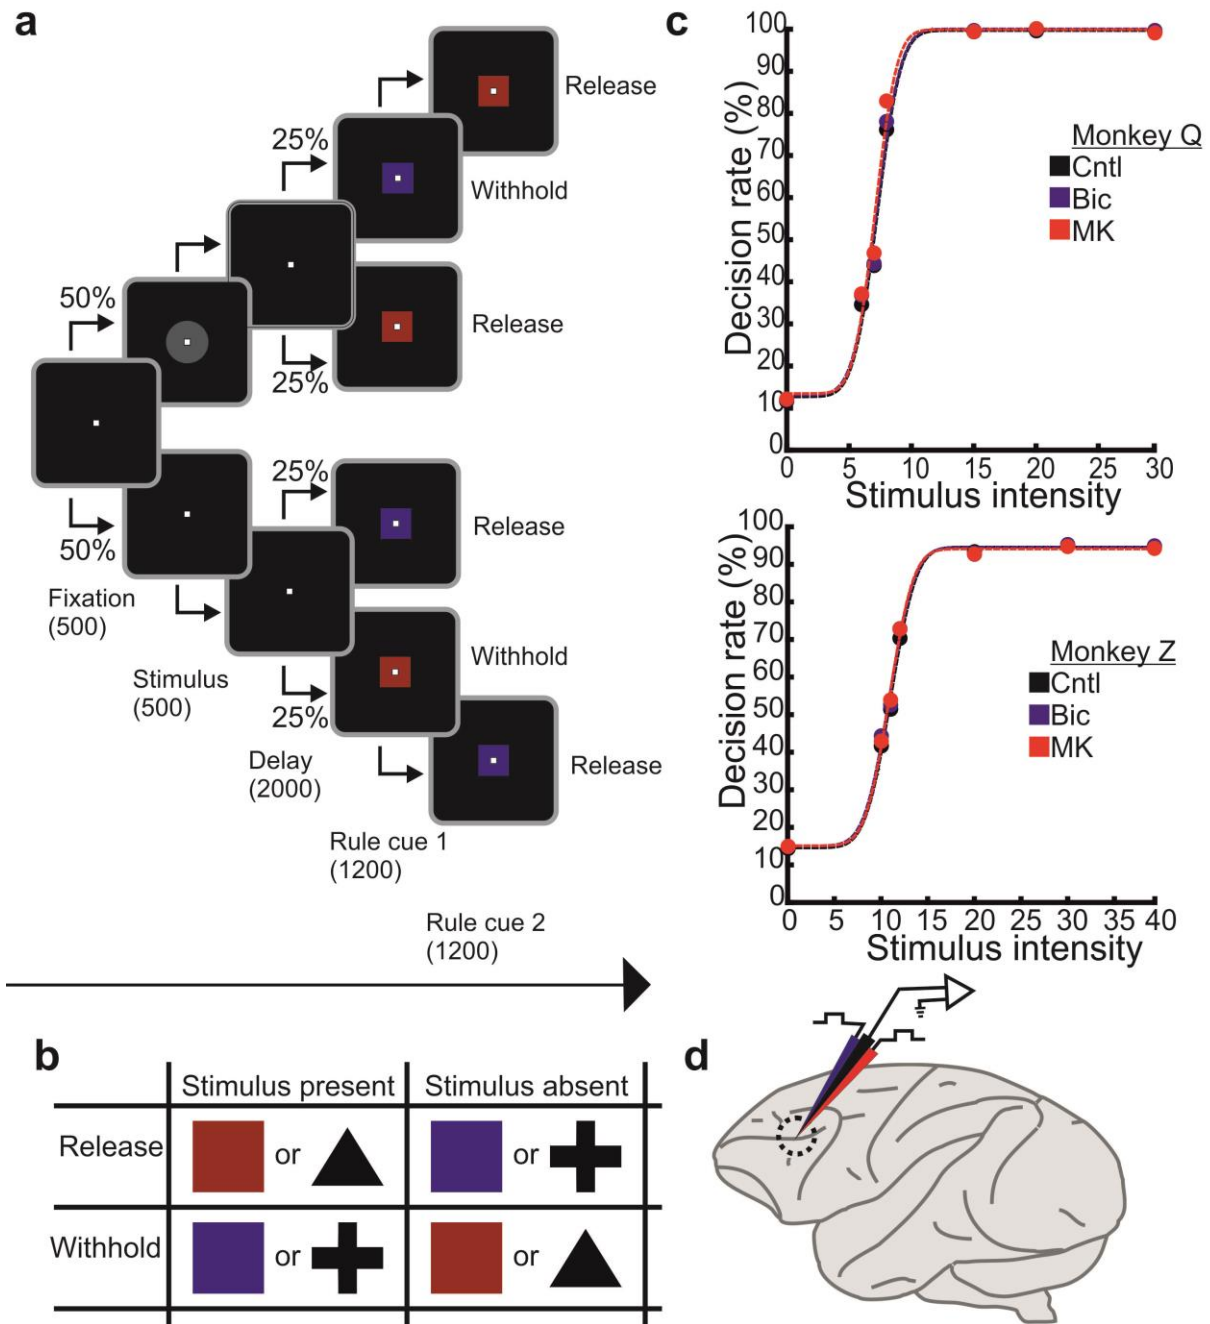 a
Release
25%
Withhold
50%
Release
25%
25%
Release
50%
Fixation
(500)
Withhold
Stimulus
(500)
25%
Delay
(2000)
Release
Rule cue 1
(1200)
Rule cue 2
(1200)
b
Stimulus present
Stimulus absent
Release
or
or
Withhold
or
or
c
Decision rate (%)
100
90
80
70
60
50
40
30
20
10
0
0 5 10 15 20 25 30
Stimulus intensity
Monkey Q
Cntl
Bic
MK
Decision rate (%)
100
90
80
70
60
50
40
30
20
10
0
0 10 15 20 25 30 35 40
Stimulus intensity
Monkey Z
Cntl
Bic
MK
d